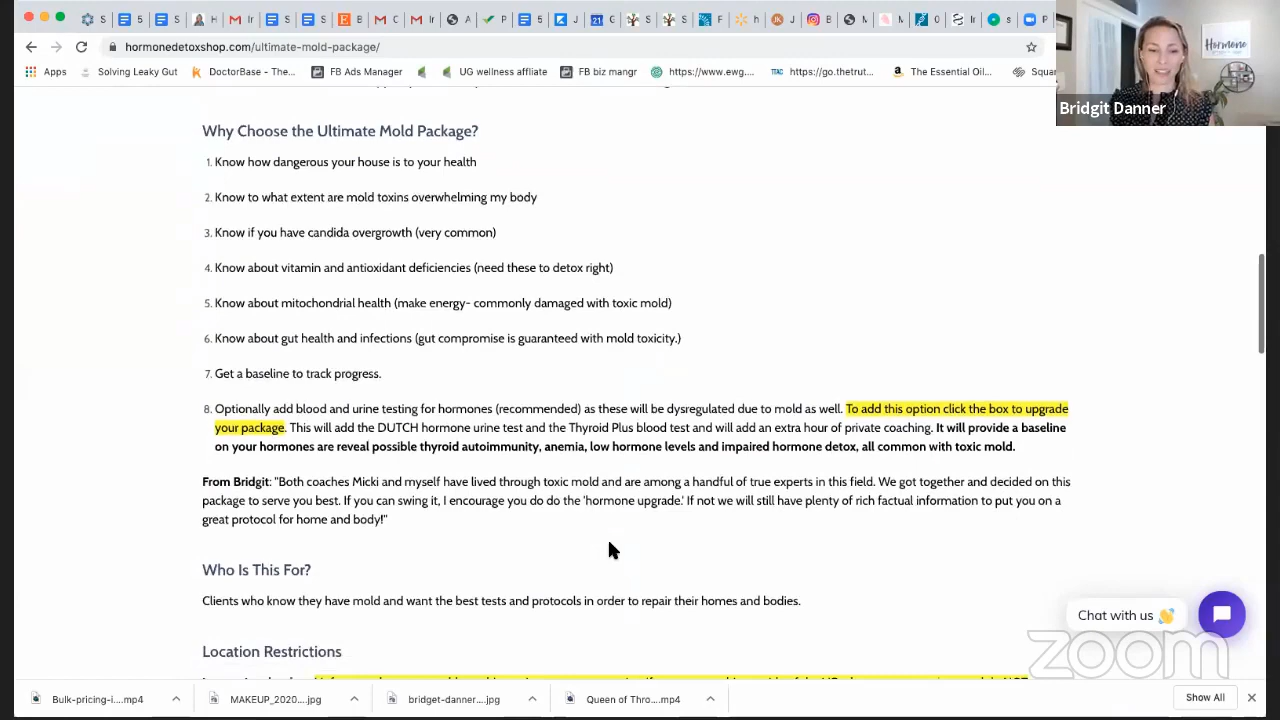 S
5
S
S
H
Ir
S
S
E
C
Ir
A
P
5
J
G
S
S
F
h
J
B
M
M
0
Ir
s
P
hormonedetoxshop.com/ultimate-mold-package/
Apps
Solving Leaky Gut
DoctorBase - The...
FB Ads Manager
UG wellness afflite
FB biz mangr
https://www.ewg....
https://go.thetrut...
The Essential Oil...
Squar
Hormone
Bridgit Danner
Why Choose the Ultimate Mold Package?
1. Know how dangerous your house is to your health
2. Know to what extent are mold toxins overwhelming my body
3. Know if you have candida overgrowth (very common)
4. Know about vitamin and antioxidant deficiencies (need these to detox right)
5. Know about mitochondrial health (make energy- commonly damaged with toxic mold)
6. Know about gut health and infections (gut compromise is guaranteed with mold toxicity.)
7. Get a baseline to track progress.
8. Optionally add blood and urine testing for hormones (recommended) as these will be dysregulated due to mold as well. To add this option click the box to upgrade
your package. This will add the DUTCH hormone urine test and the Thyroid Plus blood test and will add an extra hour of private coaching. It will provide a baseline
on your hormones are reveal possible thyroid autoimmunity, anemia, low hormone levels and impaired hormone detox, all common with toxic mold.
From Bridgit: "Both coaches Micki and myself have lived through toxic mold and are among a handful of true experts in this field. We got together and decided on this
package to serve you best. If you can swing it, I encourage you do do the 'hormone upgrade.' If not we will still have plenty of rich factual information to put you on a
great protocol for home and body!"
Who Is This For?
Clients who know they have mold and want the best tests and protocols in order to repair their homes and bodies.
Chat with us
Location Restrictions
zoom
Bulk-pricing-i....mp4
MAKEUP_2020....jpg
bridget-danner....jpg
Queen of Thro....mp4
Show All